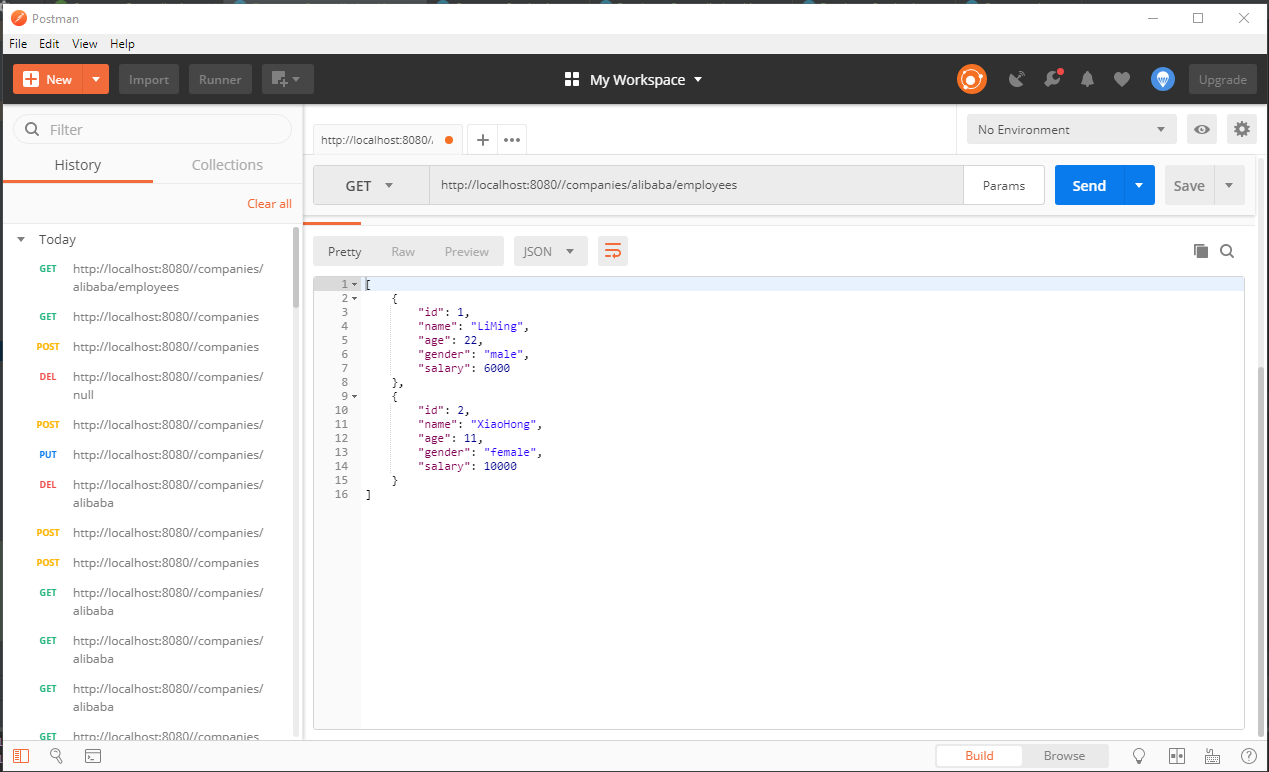 Postman
File Edit View Help
New Import Runner My Workspace Upgrade
Filter
History Collections
Clear all
Today
GET http://localhost:8080//companies/
alibaba/employees
GET http://localhost:8080//companies
POST http://localhost:8080//companies
DEL http://localhost:8080//companies/
null
POST http://localhost:8080//companies/
PUT http://localhost:8080//companies/
DEL http://localhost:8080//companies/
alibaba
POST http://localhost:8080//companies/
POST http://localhost:8080//companies
GET http://localhost:8080//companies/
alibaba
GET http://localhost:8080//companies/
alibaba
GET http://localhost:8080//companies/
alibaba
GET http://localhost:8080//companies
http://localhost:8080/
No Environment
GET http://localhost:8080//companies/alibaba/employees Params Send Save
Pretty Raw Preview JSON
1 [
2 {
3 "id": 1,
4 "name": "LiMing",
5 "age": 22,
6 "gender": "male",
7 "salary": 6000
8 },
9 {
10 "id": 2,
11 "name": "XiaoHong",
12 "age": 11,
13 "gender": "female",
14 "salary": 10000
15 }
16 ]
Build Browse